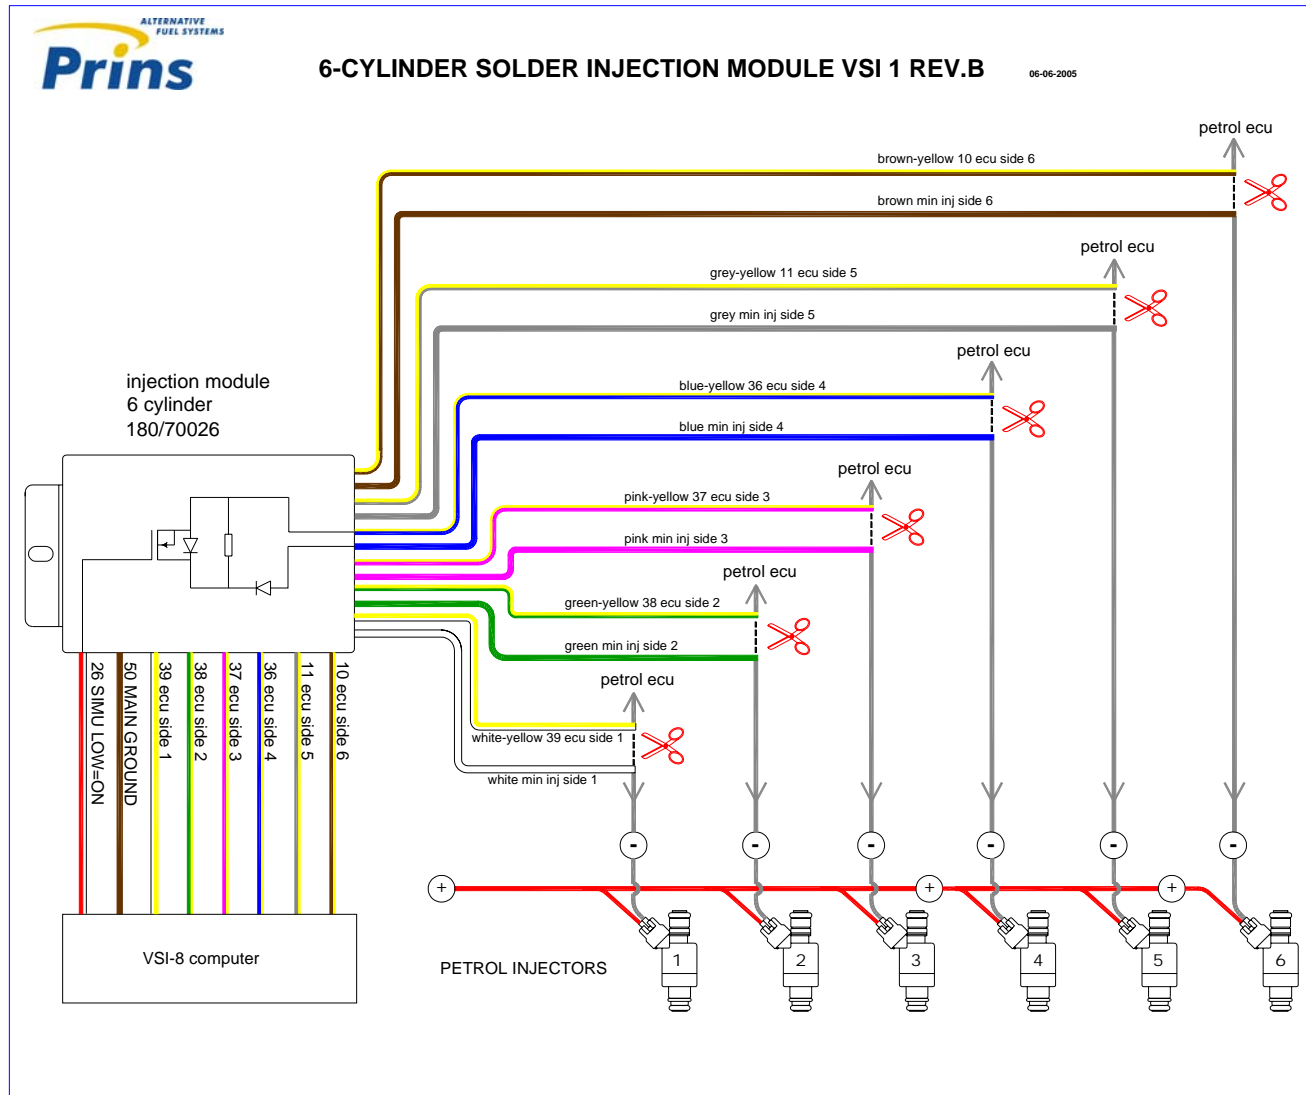 ALTERNATIVE
FUEL SYSTEMS
Prins
6-CYLINDER SOLDER INJECTION MODULE VSI 1 REV.B
06-06-2005
petrol ecu
brown-yellow 10 ecu side 6
brown min inj side 6
petrol ecu
grey-yellow 11 ecu side 5
grey min inj side 5
petrol ecu
blue-yellow 36 ecu side 4
blue min inj side 4
injection module
6 cylinder
180/70026
petrol ecu
pink-yellow 37 ecu side 3
pink min inj side 3
petrol ecu
green-yellow 38 ecu side 2
green min inj side 2
petrol ecu
white-yellow 39 ecu side 1
white min inj side 1
26 SIMU LOW=ON
50 MAIN GROUND
39 ecu side 1
38 ecu side 2
37 ecu side 3
36 ecu side 4
11 ecu side 5
10 ecu side 6
- - - - - -
+ + +
VSI-8 computer
PETROL INJECTORS
1 2 3 4 5 6